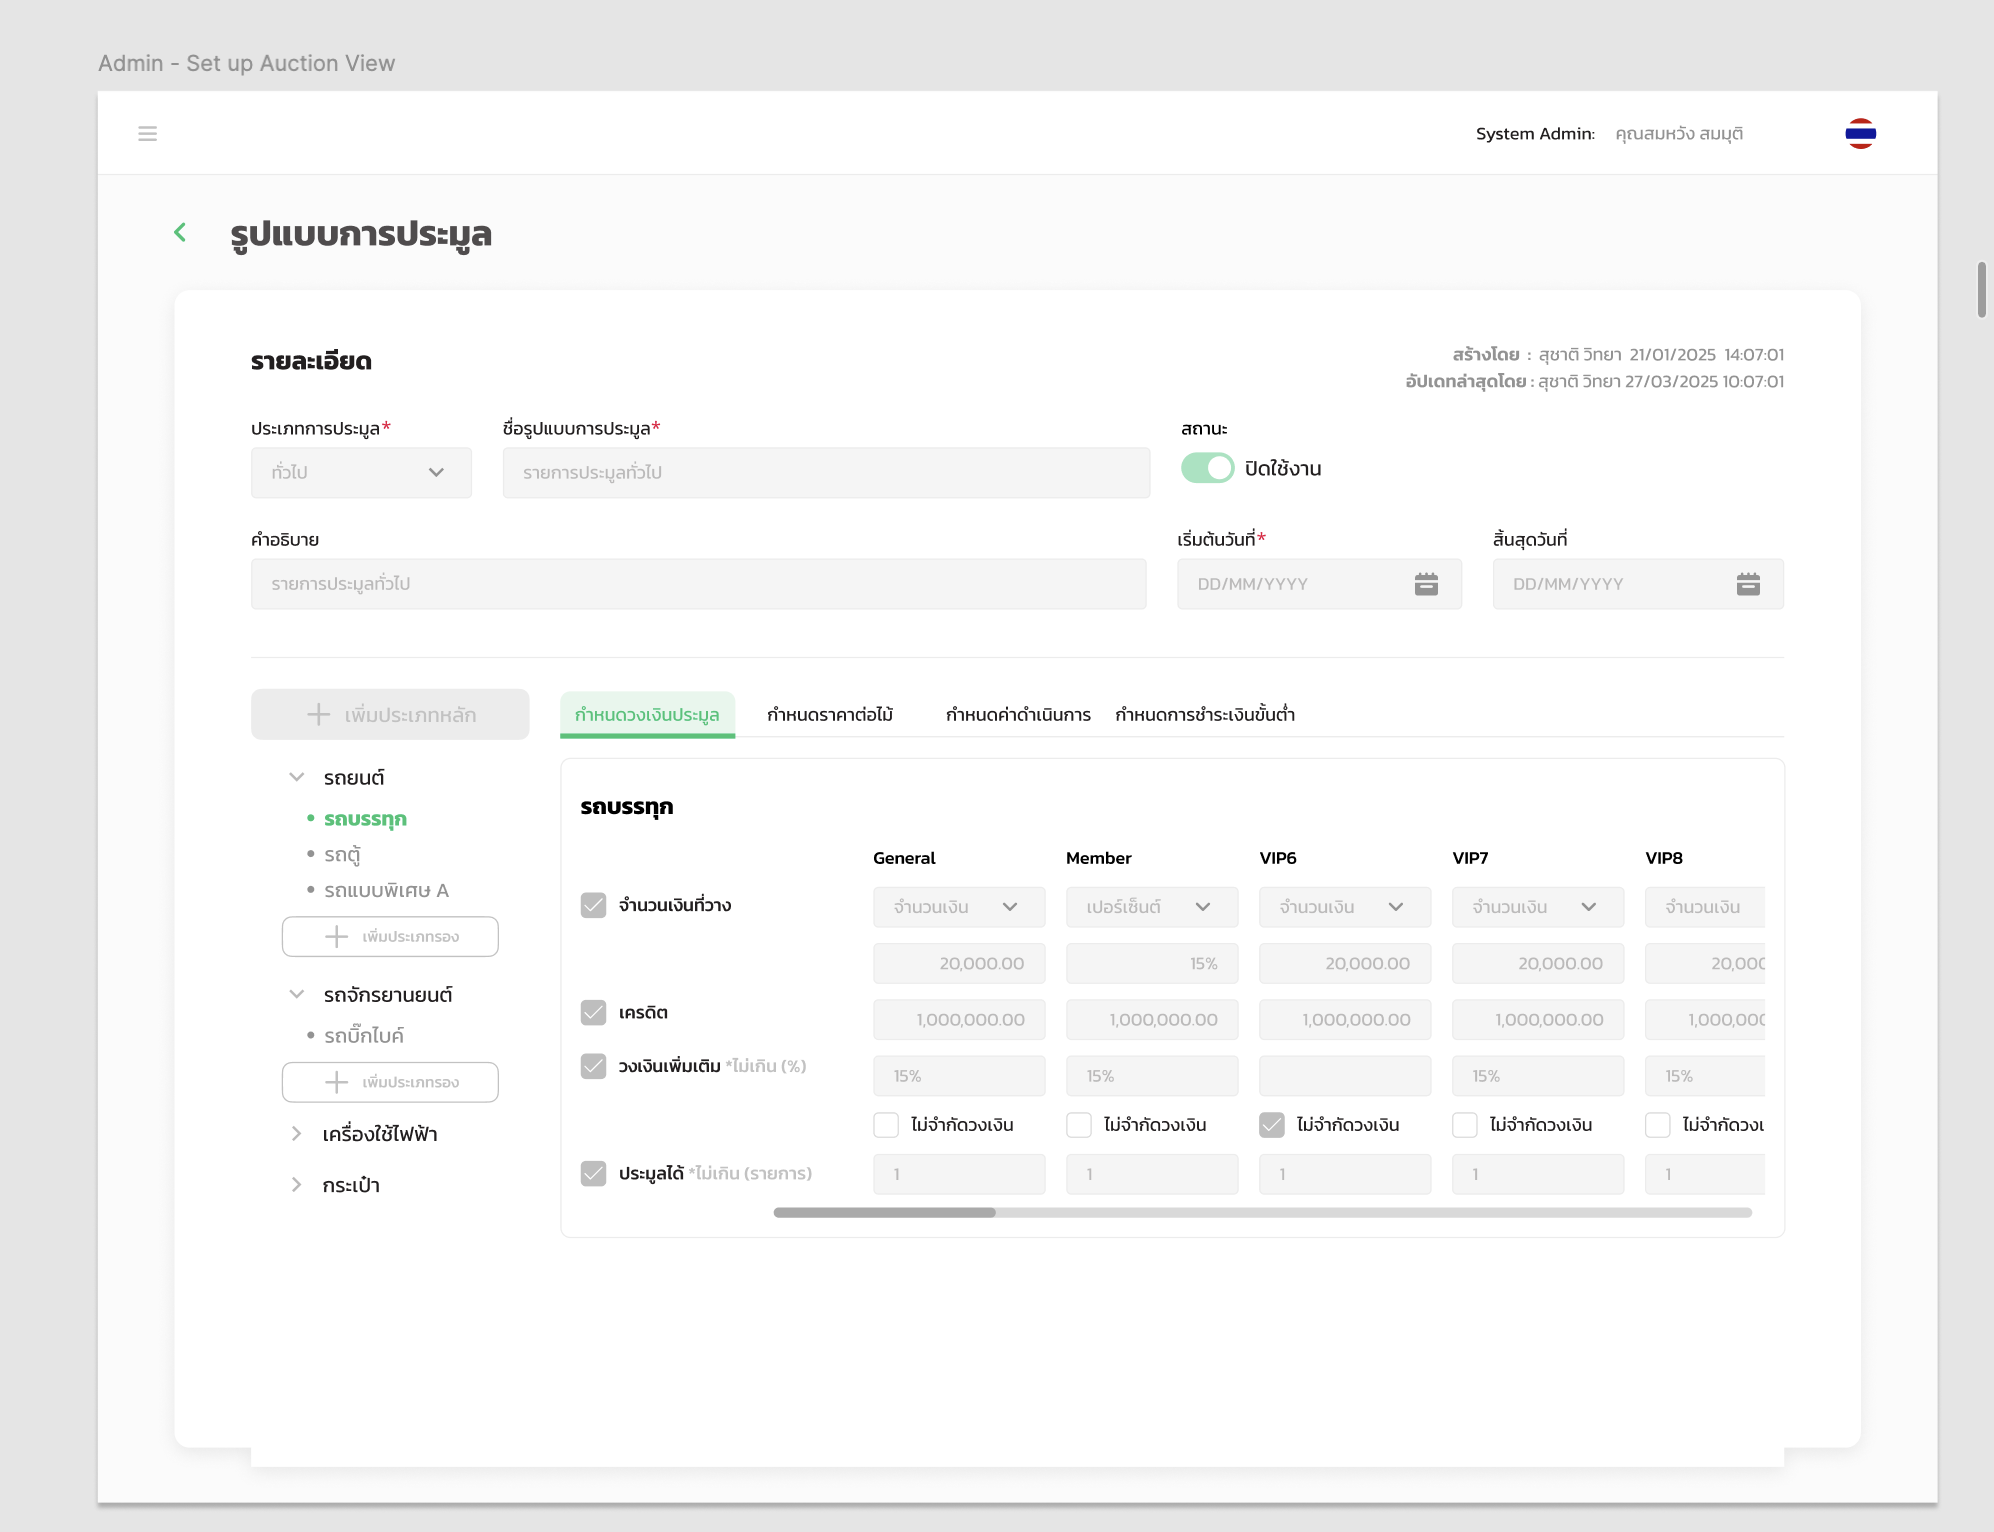 Admin - Set up Auction View
System Admin: คุณสมหวัง สมมุติ
รูปแบบการประมูล
รายละเอียด
สร้างโดย : สุชาติ วิทยา 21/01/2025 14:07:01
อัปเดทล่าสุดโดย : สุชาติ วิทยา 27/03/2025 10:07:01
ประเภทการประมูล* ชื่อรูปแบบการประมูล* สถานะ
ทั่วไป รายการประมูลทั่วไป ปิดใช้งาน
คำอธิบาย เริ่มต้นวันที่* สิ้นสุดวันที่
รายการประมูลทั่วไป DD/MM/YYYY DD/MM/YYYY
เพิ่มประเภทหลัก
รถยนต์
รถบรรทุก
รถตู้
รถแบบพิเศษ A
เพิ่มประเภทรอง
รถจักรยานยนต์
รถบิ๊กไบค์
เพิ่มประเภทรอง
เครื่องใช้ไฟฟ้า
กระเป๋า
กำหนดวงเงินประมูล กำหนดราคาต่อไม้ กำหนดค่าดำเนินการ กำหนดการชำระเงินขั้นต่ำ
รถบรรทุก
General Member VIP6 VIP7 VIP8
จำนวนเงินที่วาง จำนวนเงิน เปอร์เซ็นต์ จำนวนเงิน จำนวนเงิน จำนวนเงิน
20,000.00 15% 20,000.00 20,000.00 20,000
เครดิต 1,000,000.00 1,000,000.00 1,000,000.00 1,000,000.00 1,000,000
วงเงินเพิ่มเติม *ไม่เกิน (%) 15% 15% 15% 15%
ไม่จำกัดวงเงิน ไม่จำกัดวงเงิน ไม่จำกัดวงเงิน ไม่จำกัดวงเงิน ไม่จำกัดวงเ
ประมูลได้ *ไม่เกิน (รายการ) 1 1 1 1 1